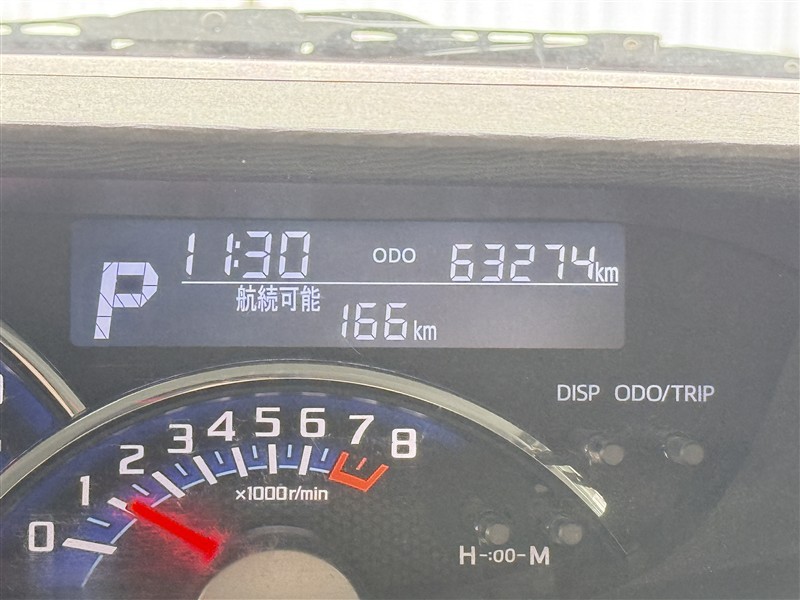 11:30 ODO 63274km
P
航続可能
166km
DISP ODO/TRIP
0 1 2 3 4 5 6 7 8
×1000r/min
H-:00-M